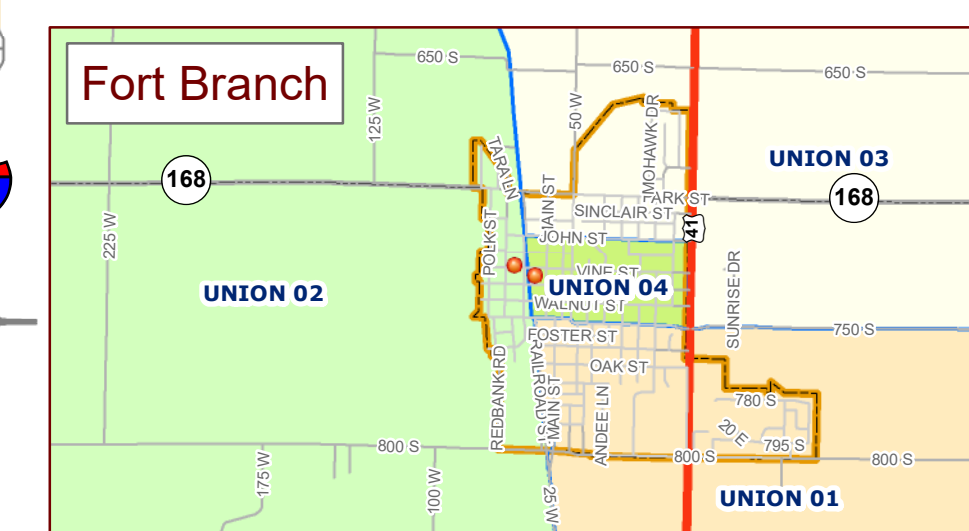 Fort Branch
650 S
650 S
650 S
125 W
50 W
MOHAWK DR
TARA LN
UNION 03
168
168
PARK ST
MAIN ST
SINCLAIR ST
41
225 W
POLK ST
JOHN ST
SUNRISE DR
VINE ST
UNION 02
UNION 04
WALNUT ST
750 S
FOSTER ST
REDBANK RD
RAILROAD ST
MAIN ST
OAK ST
ANDEE LN
780 S
20 E
795 S
800 S
800 S
800 S
175 W
100 W
25 W
UNION 01